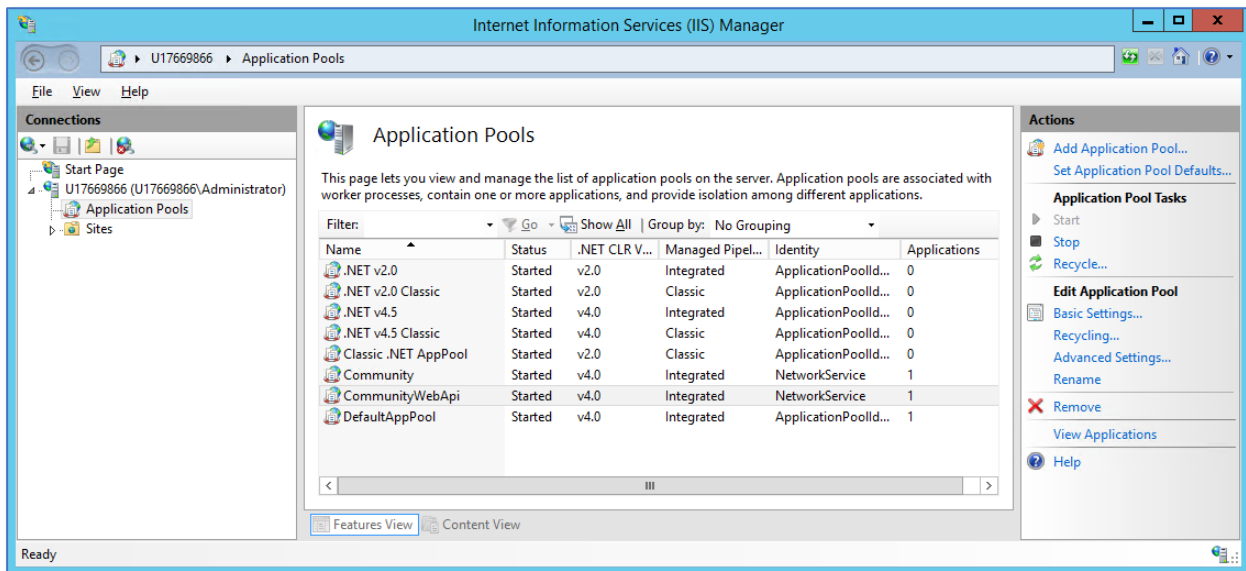 Internet Information Services (IIS) Manager
U17669866 Application Pools
File View Help
Connections
Start Page
U17669866 (U17669866\Administrator)
Application Pools
Sites
Application Pools
This page lets you view and manage the list of application pools on the server. Application pools are associated with
worker processes, contain one or more applications, and provide isolation among different applications.
Filter: Go Show All Group by: No Grouping
Name Status .NET CLR V... Managed Pipel... Identity Applications
.NET v2.0 Started v2.0 Integrated ApplicationPoolId... 0
.NET v2.0 Classic Started v2.0 Classic ApplicationPoolId... 0
.NET v4.5 Started v4.0 Integrated ApplicationPoolId... 0
.NET v4.5 Classic Started v4.0 Classic ApplicationPoolId... 0
Classic .NET AppPool Started v2.0 Classic ApplicationPoolId... 0
Community Started v4.0 Integrated NetworkService 1
CommunityWebApi Started v4.0 Integrated NetworkService 1
DefaultAppPool Started v4.0 Integrated ApplicationPoolId... 1
Features View Content View
Actions
Add Application Pool...
Set Application Pool Defaults...
Application Pool Tasks
Start
Stop
Recycle...
Edit Application Pool
Basic Settings...
Recycling...
Advanced Settings...
Rename
Remove
View Applications
Help
Ready